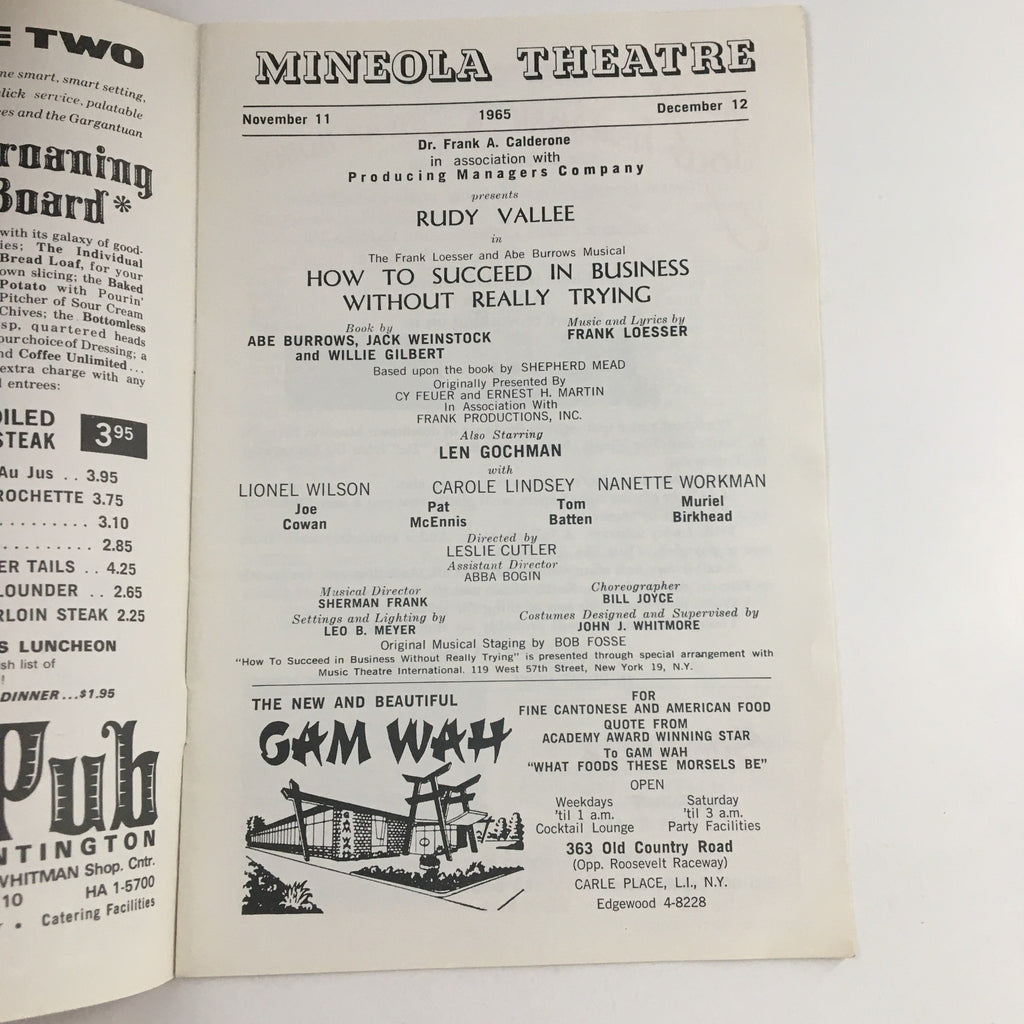 E TWO
ne smart, smart setting,
lick service, palatable
es and the Gargantuan
roaning
Board*
with its galaxy of good-
ies; The Individual
Bread Loaf, for your
own slicing; the Baked
Potato with Pourin'
Pitcher of Sour Cream
Chives; the Bottomless
sp, quartered heads
our choice of Dressing; a
nd Coffee Unlimited...
extra charge with any
l entrees:
OILED
STEAK 3 95
Au Jus . . 3.95
ROCHETTE 3.75
. . . . . . . . . 3.10
. . . . . . . . . 2.85
ER TAILS . . 4.25
LOUNDER . . 2.65
RLOIN STEAK 2.25
S LUNCHEON
sh list of
!
DINNER...$1.95
Pub
NTINGTON
WHITMAN Shop. Cntr.
10 HA 1-5700
• Catering Facilities
MINEOLA THEATRE
November 11 1965 December 12
Dr. Frank A. Calderone
in association with
Producing Managers Company
presents
RUDY VALLEE
in
The Frank Loesser and Abe Burrows Musical
HOW TO SUCCEED IN BUSINESS
WITHOUT REALLY TRYING
Book by
ABE BURROWS, JACK WEINSTOCK
and WILLIE GILBERT
Music and Lyrics by
FRANK LOESSER
Based upon the book by SHEPHERD MEAD
Originally Presented By
CY FEUER and ERNEST H. MARTIN
In Association With
FRANK PRODUCTIONS, INC.
Also Starring
LEN GOCHMAN
with
LIONEL WILSON CAROLE LINDSEY NANETTE WORKMAN
Joe Pat Tom Muriel
Cowan McEnnis Batten Birkhead
Directed by
LESLIE CUTLER
Assistant Director
ABBA BOGIN
Musical Director
SHERMAN FRANK
Choreographer
BILL JOYCE
Settings and Lighting by
LEO B. MEYER
Costumes Designed and Supervised by
JOHN J. WHITMORE
Original Musical Staging by BOB FOSSE
"How To Succeed in Business Without Really Trying" is presented through special arrangement with
Music Theatre International. 119 West 57th Street, New York 19, N.Y.
THE NEW AND BEAUTIFUL
GAM WAH
GAM WAH
FOR
FINE CANTONESE AND AMERICAN FOOD
QUOTE FROM
ACADEMY AWARD WINNING STAR
To GAM WAH
"WHAT FOODS THESE MORSELS BE"
OPEN
Weekdays Saturday
'til 1 a.m. 'til 3 a.m.
Cocktail Lounge Party Facilities
363 Old Country Road
(Opp. Roosevelt Raceway)
CARLE PLACE, L.I., N.Y.
Edgewood 4-8228